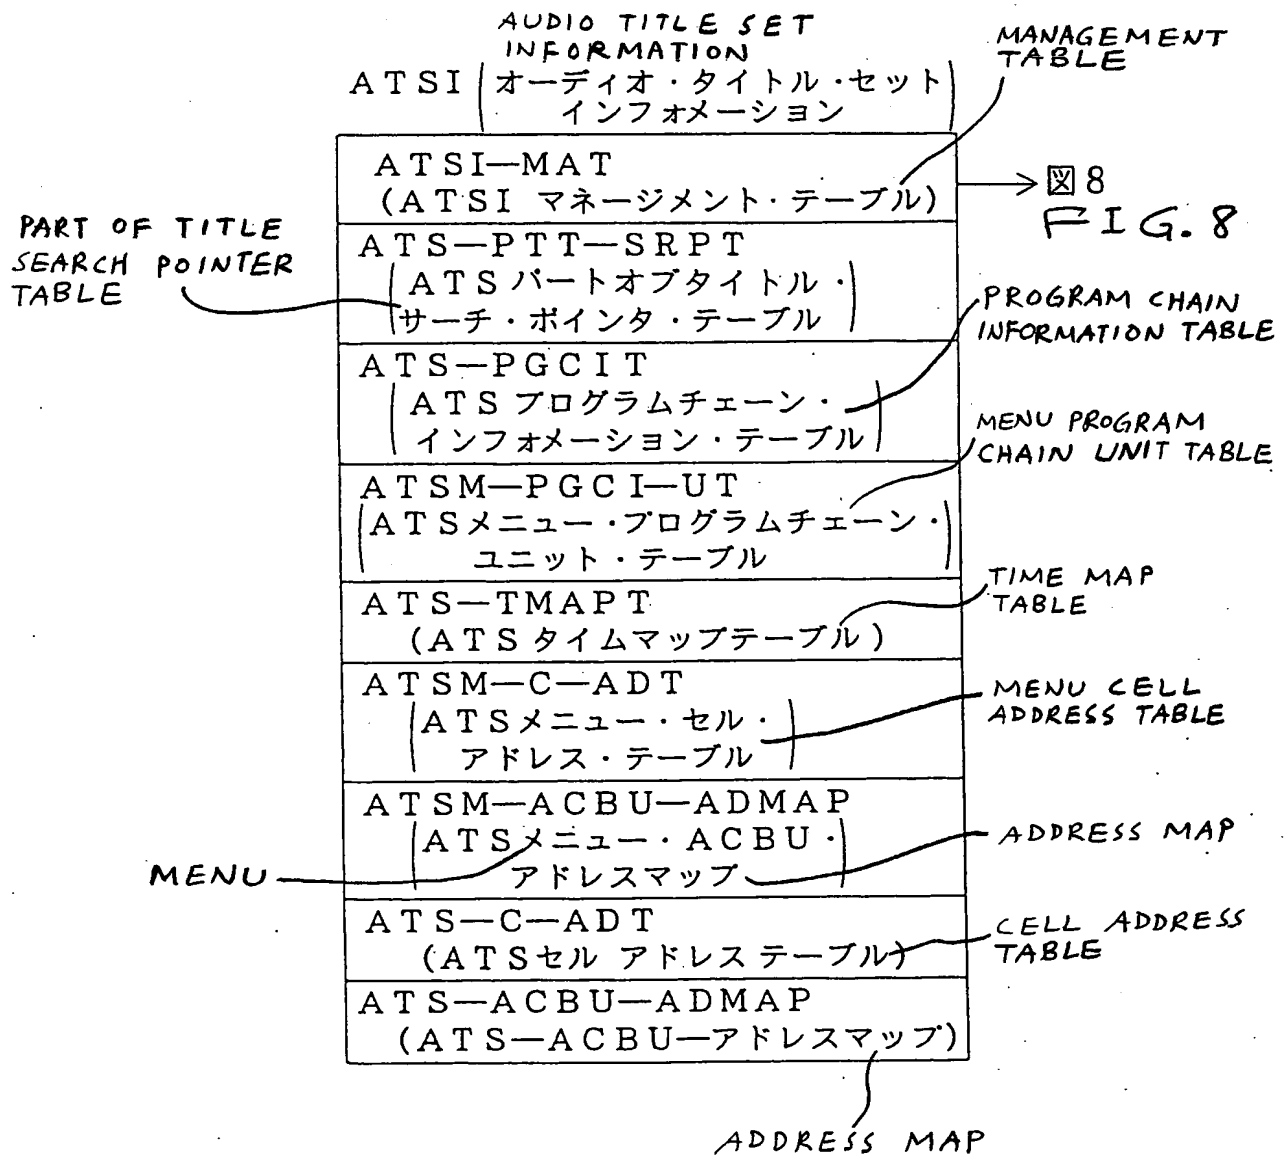 AUDIO TITLE SET
INFORMATION
ATSI (オーディオ・タイトル・セット
インフォメーション)
MANAGEMENT
TABLE
ATSI—MAT
(ATSI マネージメント・テーブル)
図8
FIG.8
PART OF TITLE
SEARCH POINTER
TABLE
ATS—PTT—SRPT
(ATSパートオブタイトル・
サーチ・ポインタ・テーブル)
PROGRAM CHAIN
INFORMATION TABLE
ATS—PGCIT
(ATSプログラムチェーン・
インフォメーション・テーブル)
MENU PROGRAM
CHAIN UNIT TABLE
ATSM—PGCI—UT
(ATSメニュー・プログラムチェーン・
ユニット・テーブル)
TIME MAP
TABLE
ATS—TMAPT
(ATSタイムマップテーブル)
ATSM—C—ADT
(ATSメニュー・セル・
アドレス・テーブル)
MENU CELL
ADDRESS TABLE
ATSM—ACBU—ADMAP
(ATSメニュー・ACBU・
アドレスマップ)
ADDRESS MAP
MENU
ATS—C—ADT
(ATSセル アドレス テーブル)
CELL ADDRESS
TABLE
ATS—ACBU—ADMAP
(ATS—ACBU—アドレスマップ)
ADDRESS MAP